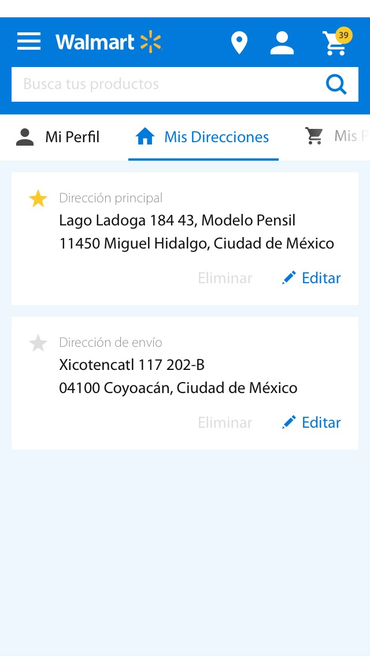 Walmart
39
Busca tus productos
Mi Perfil
Mis Direcciones
Mis
Dirección principal
Lago Ladoga 184 43, Modelo Pensil
11450 Miguel Hidalgo, Ciudad de México
Eliminar
Editar
Dirección de envío
Xicotencatl 117 202-B
04100 Coyoacán, Ciudad de México
Eliminar
Editar